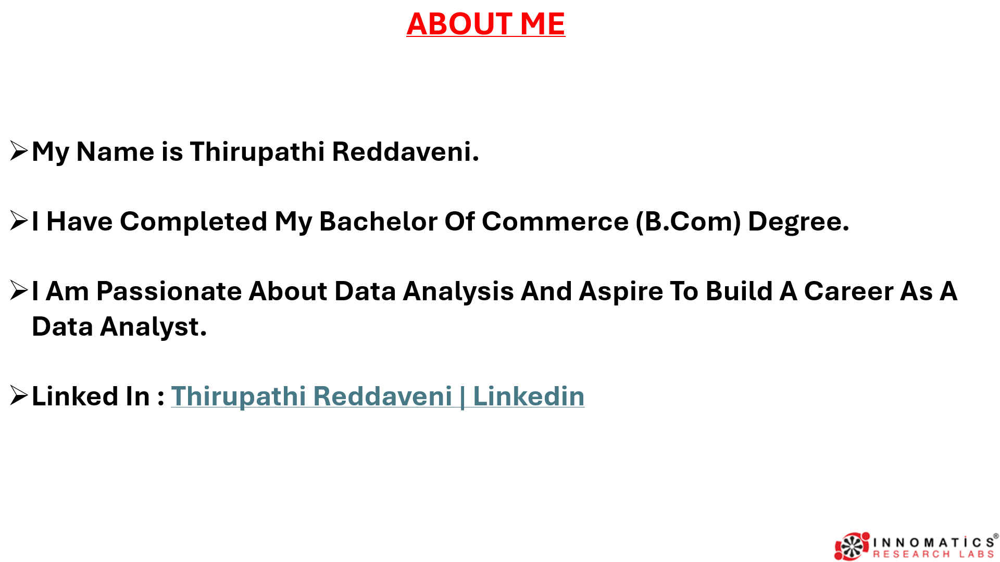 ABOUT ME
➢My Name is Thirupathi Reddaveni.
➢I Have Completed My Bachelor Of Commerce (B.Com) Degree.
➢I Am Passionate About Data Analysis And Aspire To Build A Career As A
Data Analyst.
➢Linked In : Thirupathi Reddaveni | Linkedin
INNOMATICS®
RESEARCH LABS